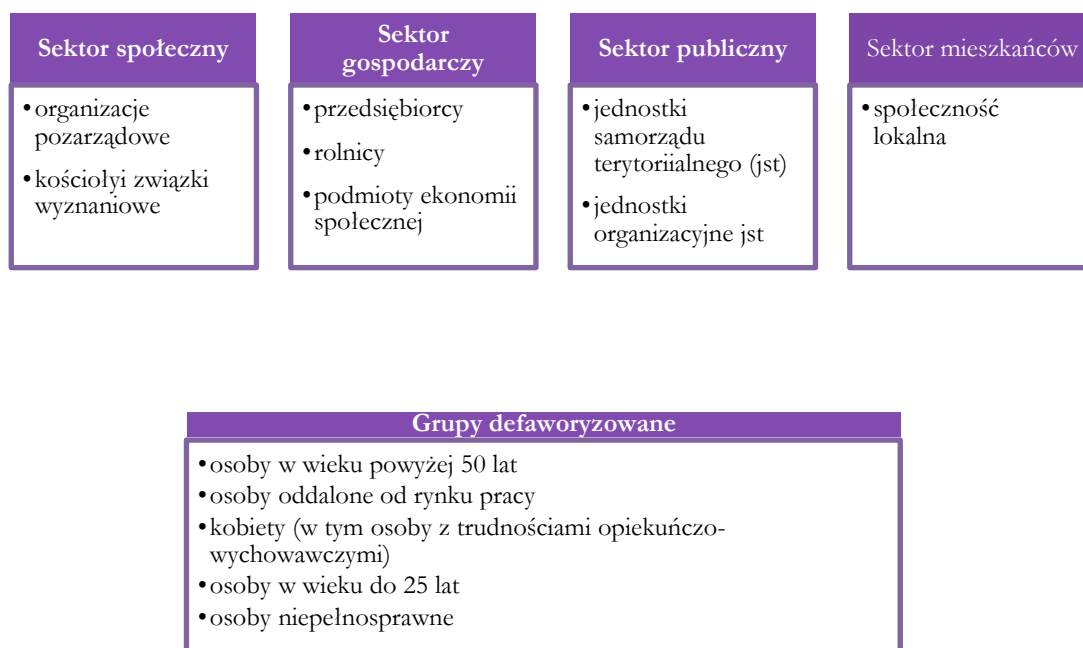 Sektor społeczny
•organizacje
pozarządowe
•kościołyi związki
wyznaniowe
Sektor
gospodarczy
•przedsiębiorcy
•rolnicy
•podmioty ekonomii
społecznej
Sektor publiczny
•jednostki
samorządu
terytoriialnego (jst)
•jednostki
organizacyjne jst
Sektor mieszkańców
•społeczność
lokalna
Grupy defaworyzowane
•osoby w wieku powyżej 50 lat
•osoby oddalone od rynku pracy
•kobiety (w tym osoby z trudnościami opiekuńczo-
wychowawczymi)
•osoby w wieku do 25 lat
•osoby niepełnosprawne